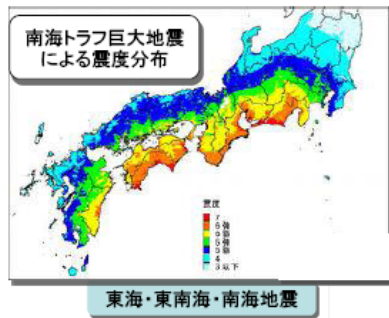 南海トラフ巨大地震
による震度分布
震度
7
6強
6弱
5強
5弱
4
3以下
東海・東南海・南海地震